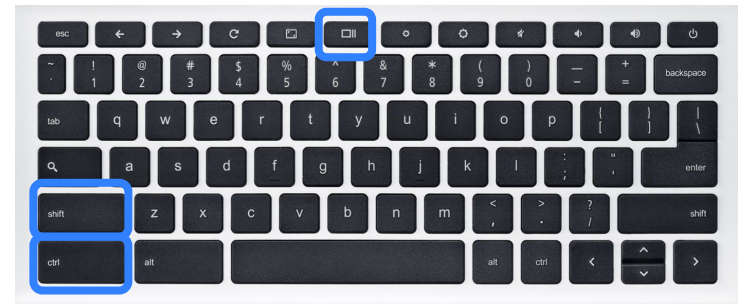 esc
~ ! @ # $ % ^ & * ( ) — +
` 1 2 3 4 5 6 7 8 9 0 - = backspace
tab q w e r t y u i o p { [ } ] | \
a s d f g h j k l : ; " ' enter
shift z x c v b n m < , > . ? / shift
ctrl alt alt ctrl